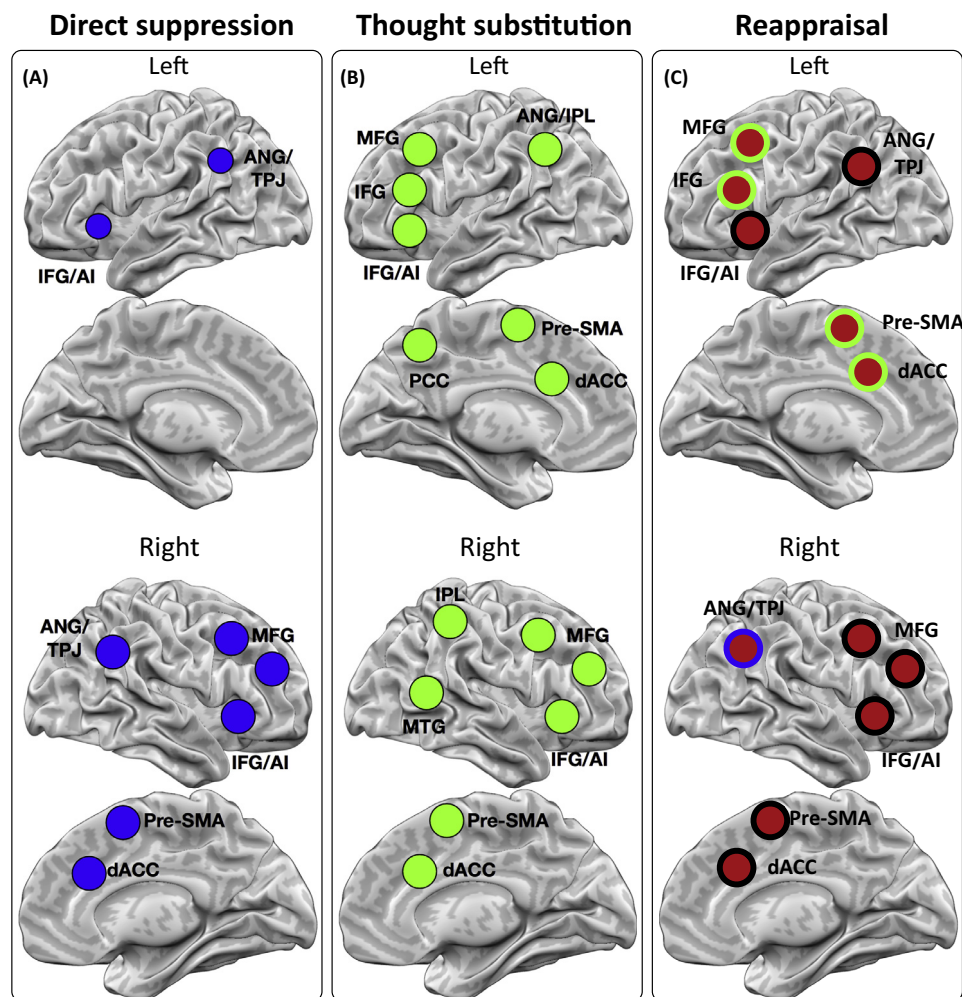 Direct suppression
Thought substitution
Reappraisal
(A)
Left
ANG/
TPJ
IFG/AI
Right
ANG/
TPJ
MFG
IFG/AI
Pre-SMA
dACC
(B)
Left
MFG
ANG/IPL
IFG
IFG/AI
Pre-SMA
PCC
dACC
Right
IPL
MFG
MTG
IFG/AI
Pre-SMA
dACC
(C)
Left
MFG
ANG/
TPJ
IFG
IFG/AI
Pre-SMA
dACC
Right
ANG/TPJ
MFG
IFG/AI
Pre-SMA
dACC